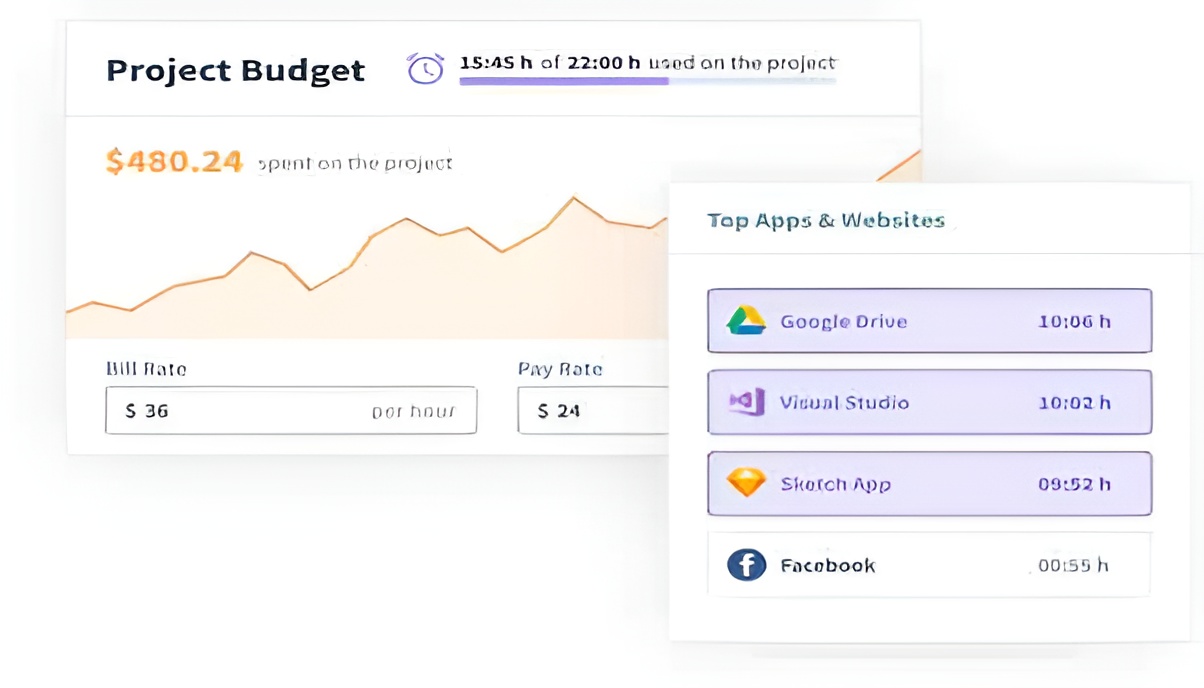 Project Budget
15:45 h of 22:00 h used on the project
$480.24 spent on the project
Bill Rate
$ 36 per hour
Pay Rate
$ 24
Top Apps & Websites
Google Drive 10:06 h
Visual Studio 10:02 h
Sketch App 09:52 h
Facebook 00:55 h